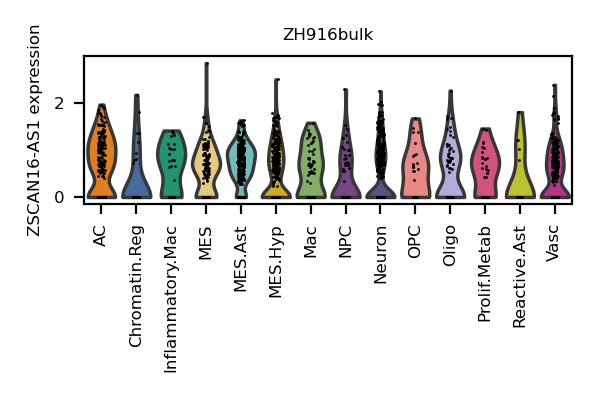 ZH916bulk
ZSCAN16-AS1 expression
2
0
AC
Chromatin.Reg
Inflammatory.Mac
MES
MES.Ast
MES.Hyp
Mac
NPC
Neuron
OPC
Oligo
Prolif.Metab
Reactive.Ast
Vasc